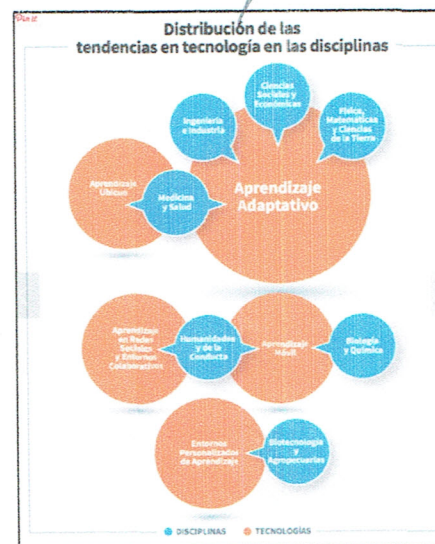 Pin it
Distribución de las
tendencias en tecnología en las disciplinas
Ciencias
Sociales y
Económicas
Ingeniería
e Industria
Física,
Matemáticas
y Ciencias
de la Tierra
Aprendizaje
Ubicuo
Medicina
y Salud
Aprendizaje
Adaptativo
Aprendizaje
en Redes
Sociales
y Entornos
Colaborativos
Humanidades
y de la
Conducta
Aprendizaje
Móvil
Biología
y Química
Entornos
Personalizados
de Aprendizaje
Biotecnología
y
Agropecuarias
DISCIPLINAS
TECNOLOGÍAS